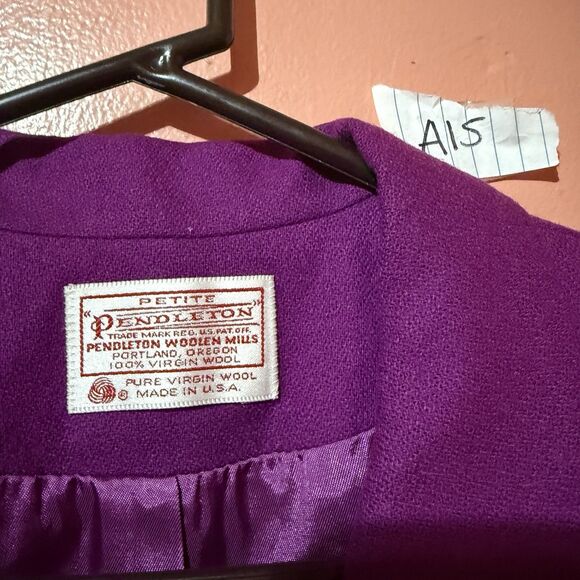 A15
PETITE
"PENDLETON"
TRADE MARK REG. U.S. PAT. OFF.
PENDLETON WOOLEN MILLS
PORTLAND, OREGON
100% VIRGIN WOOL
PURE VIRGIN WOOL
® MADE IN U.S.A.